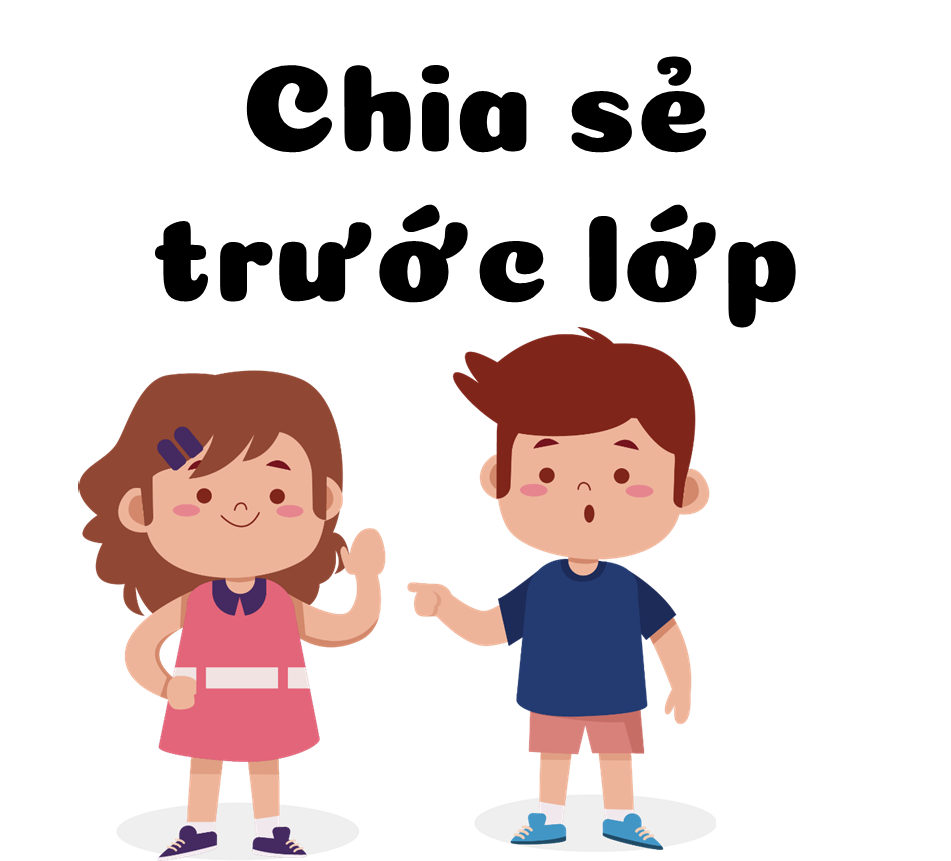 Chia sẻ
trước lớp